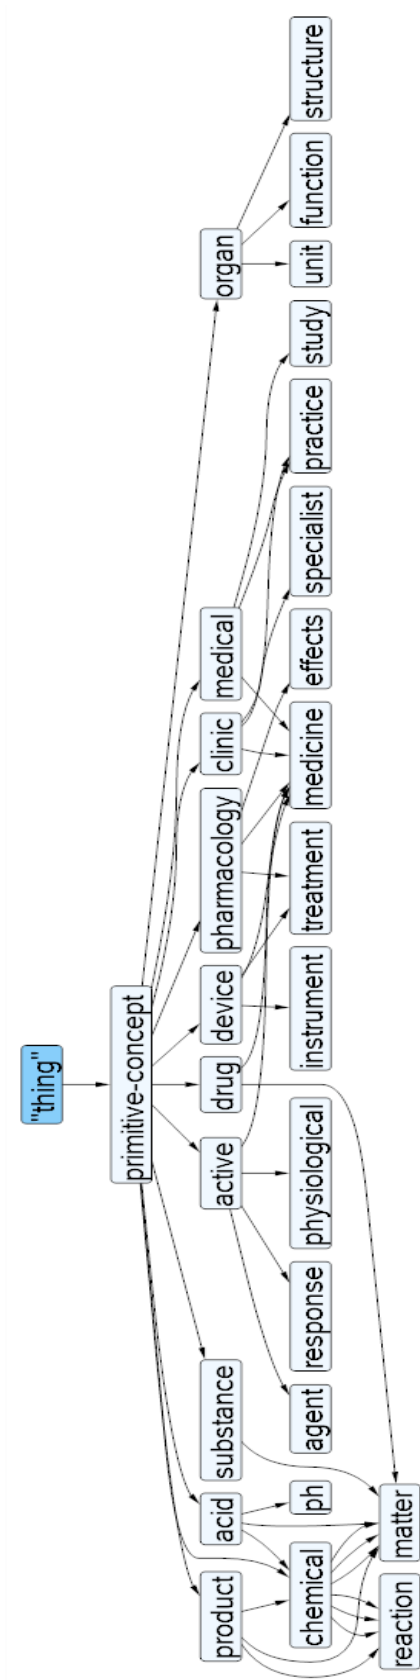 "thing"
primitive-concept
product
acid
substance
active
drug
device
pharmacology
clinic
medical
organ
chemical
ph
agent
response
physiological
instrument
treatment
medicine
effects
specialist
practice
study
unit
function
structure
reaction
matter